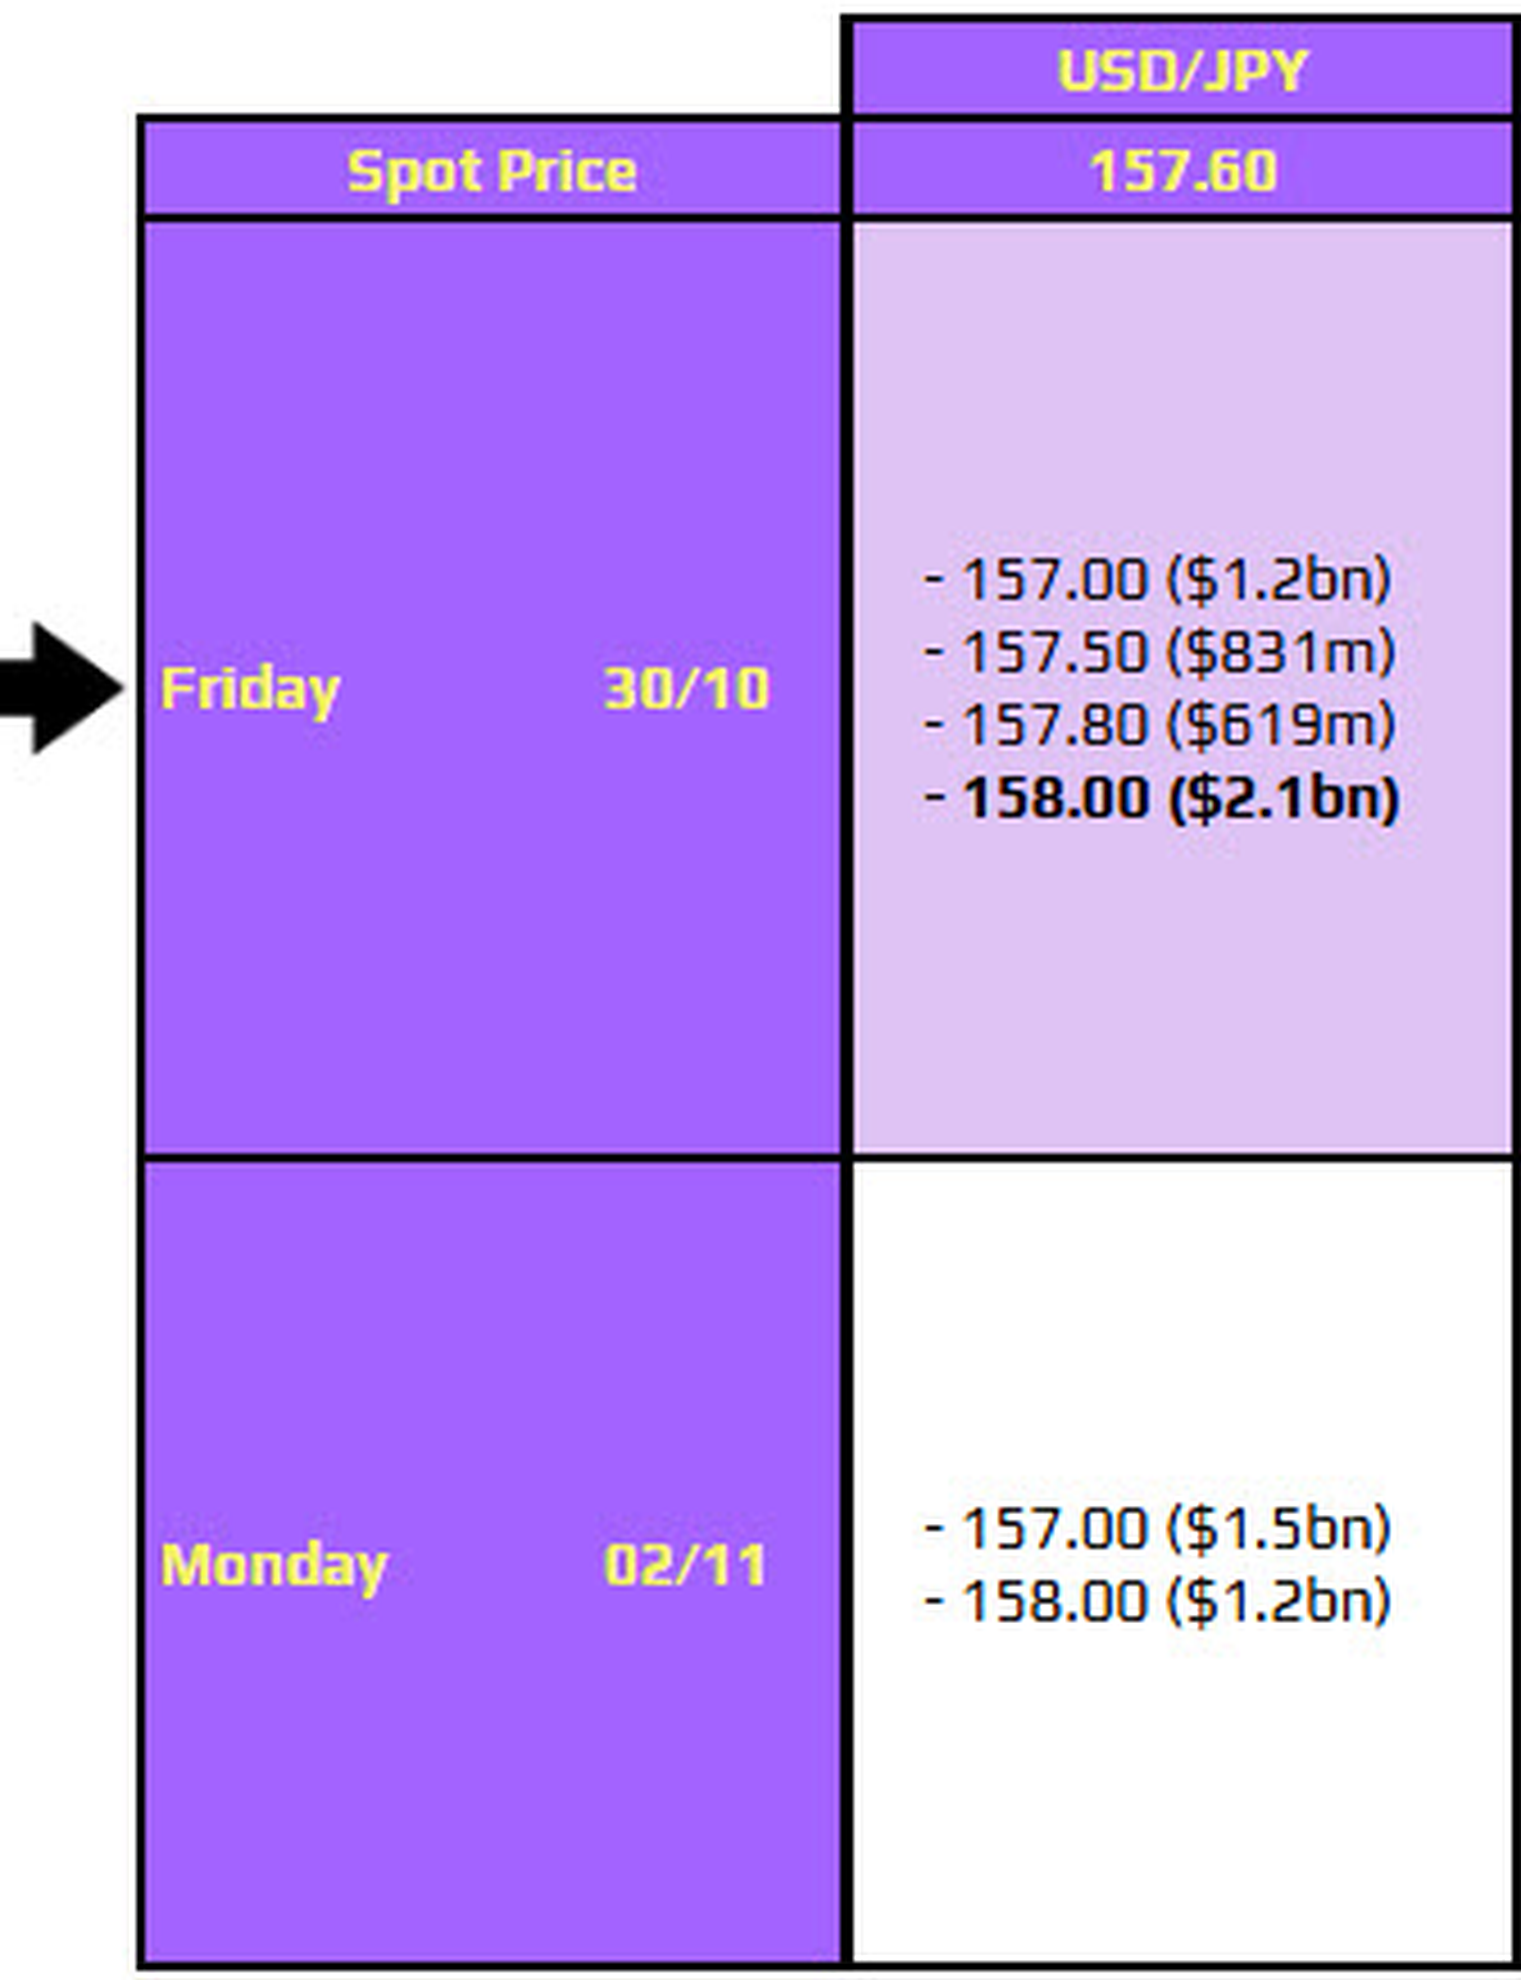 USD/JPY
Spot Price 157.60
Friday 30/10
- 157.00 ($1.2bn)
- 157.50 ($831m)
- 157.80 ($619m)
- 158.00 ($2.1bn)
Monday 02/11
- 157.00 ($1.5bn)
- 158.00 ($1.2bn)